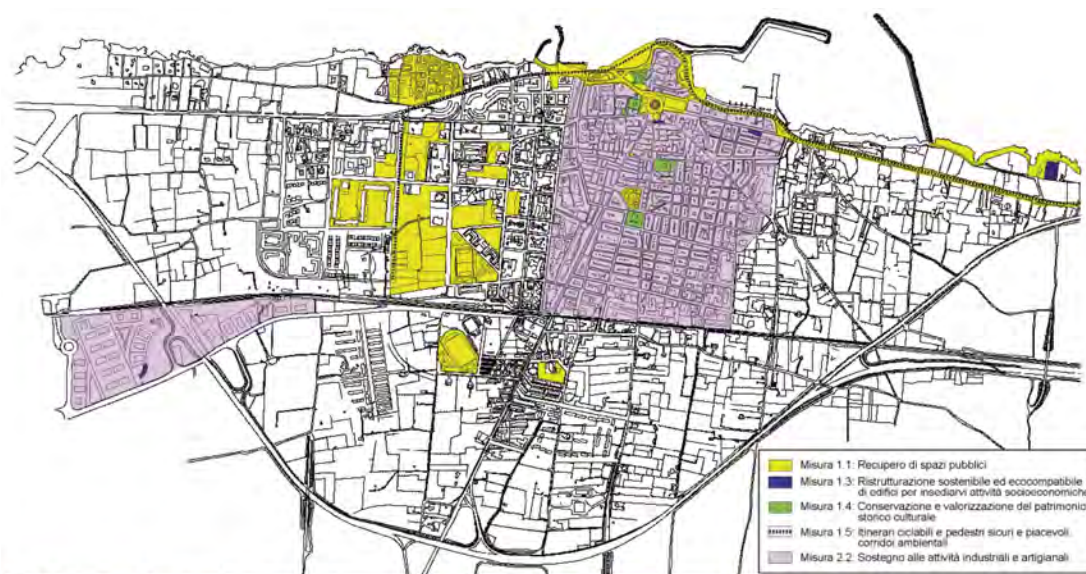 Misura 1.1: Recupero di spazi pubblici
Misura 1.3: Ristrutturazione sostenibile ed ecocompatibile
di edifici per insediarvi attività socioeconomiche
Misura 1.4: Conservazione e valorizzazione del patrimonio
storico culturale
Misura 1.5: Itinerari ciclabili e pedestri sicuri e piacevoli,
corridoi ambientali
Misura 2.2: Sostegno alle attività industriali e artigianali